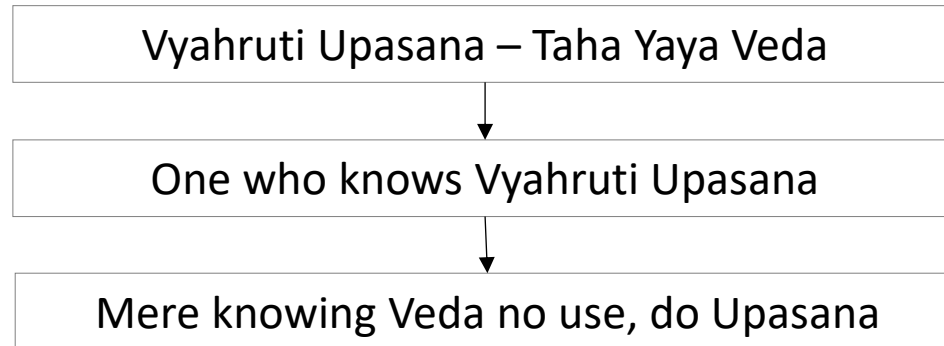 Vyahruti Upasana – Taha Yaya Veda
One who knows Vyahruti Upasana
Mere knowing Veda no use, do Upasana